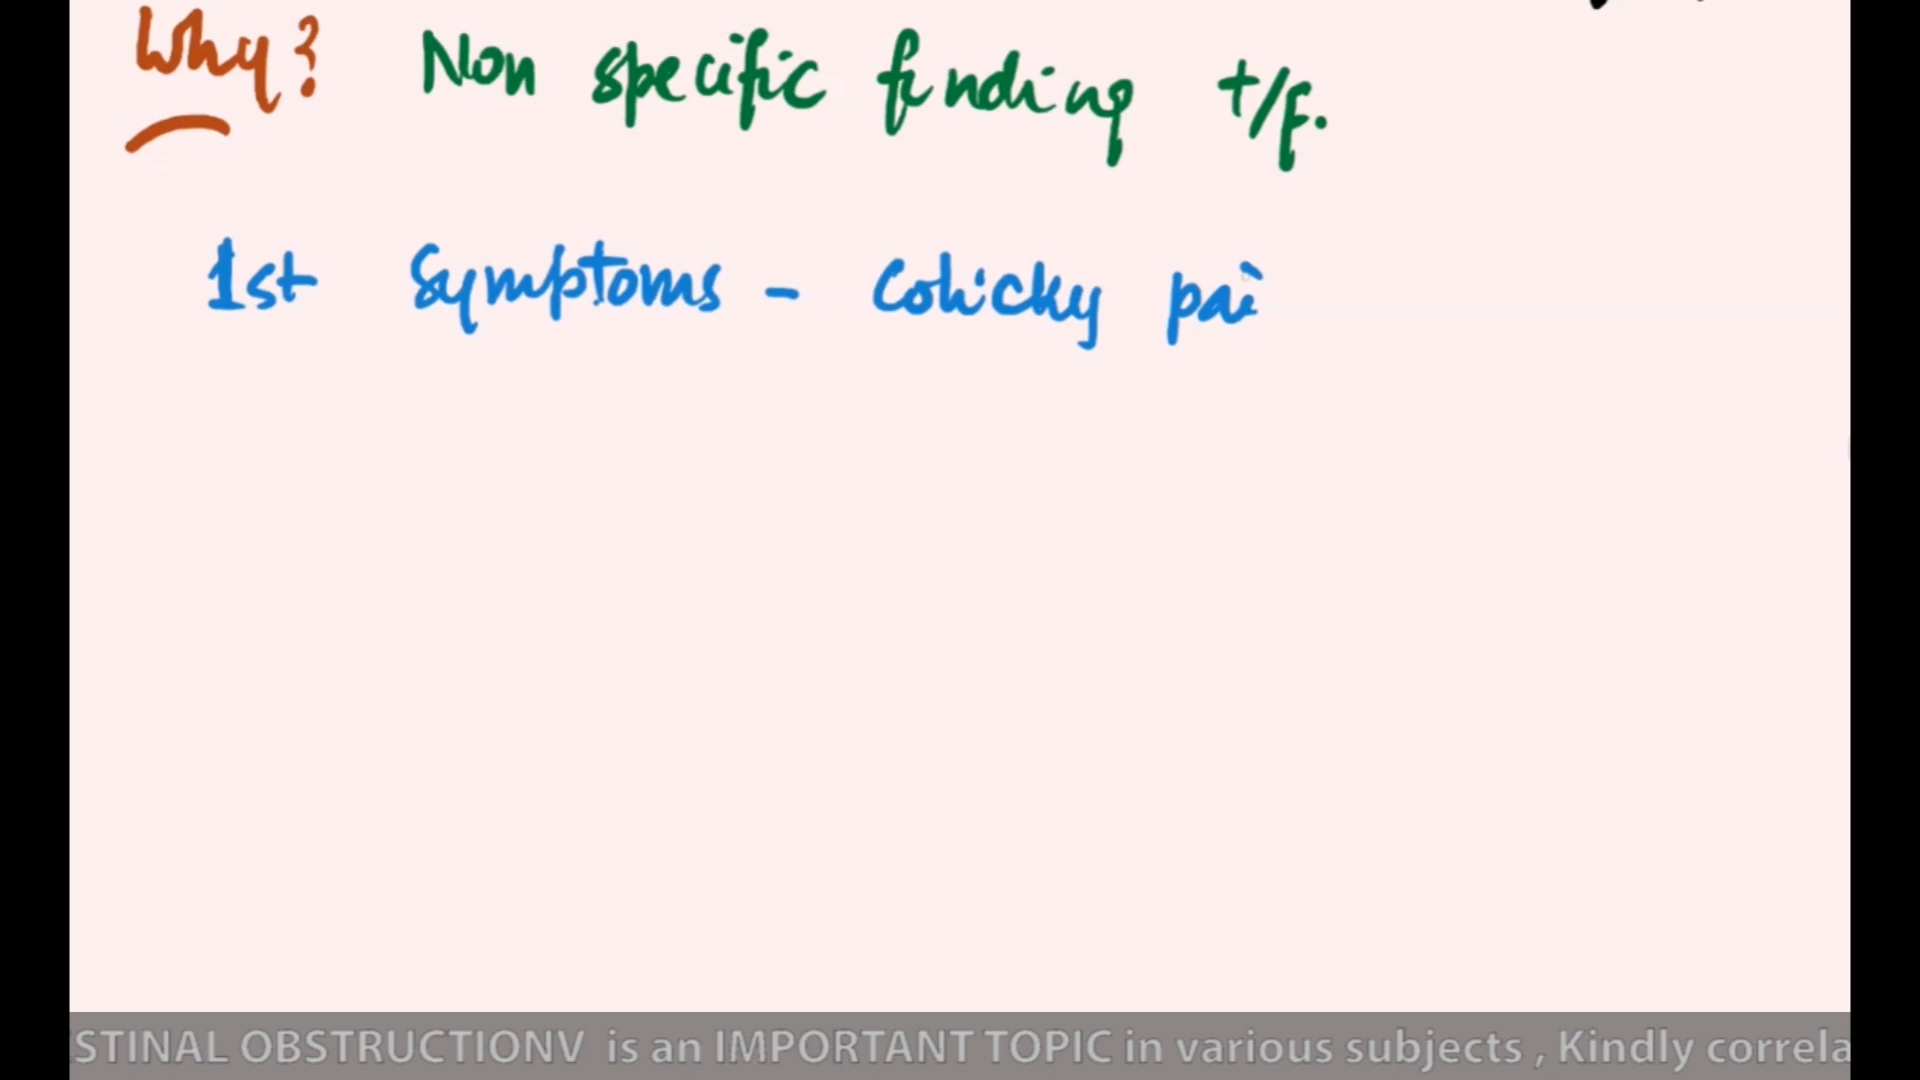 Why? Non specific finding t/f.
1st Symptoms - Colicky pai
STINAL OBSTRUCTIONV is an IMPORTANT TOPIC in various subjects , Kindly correla